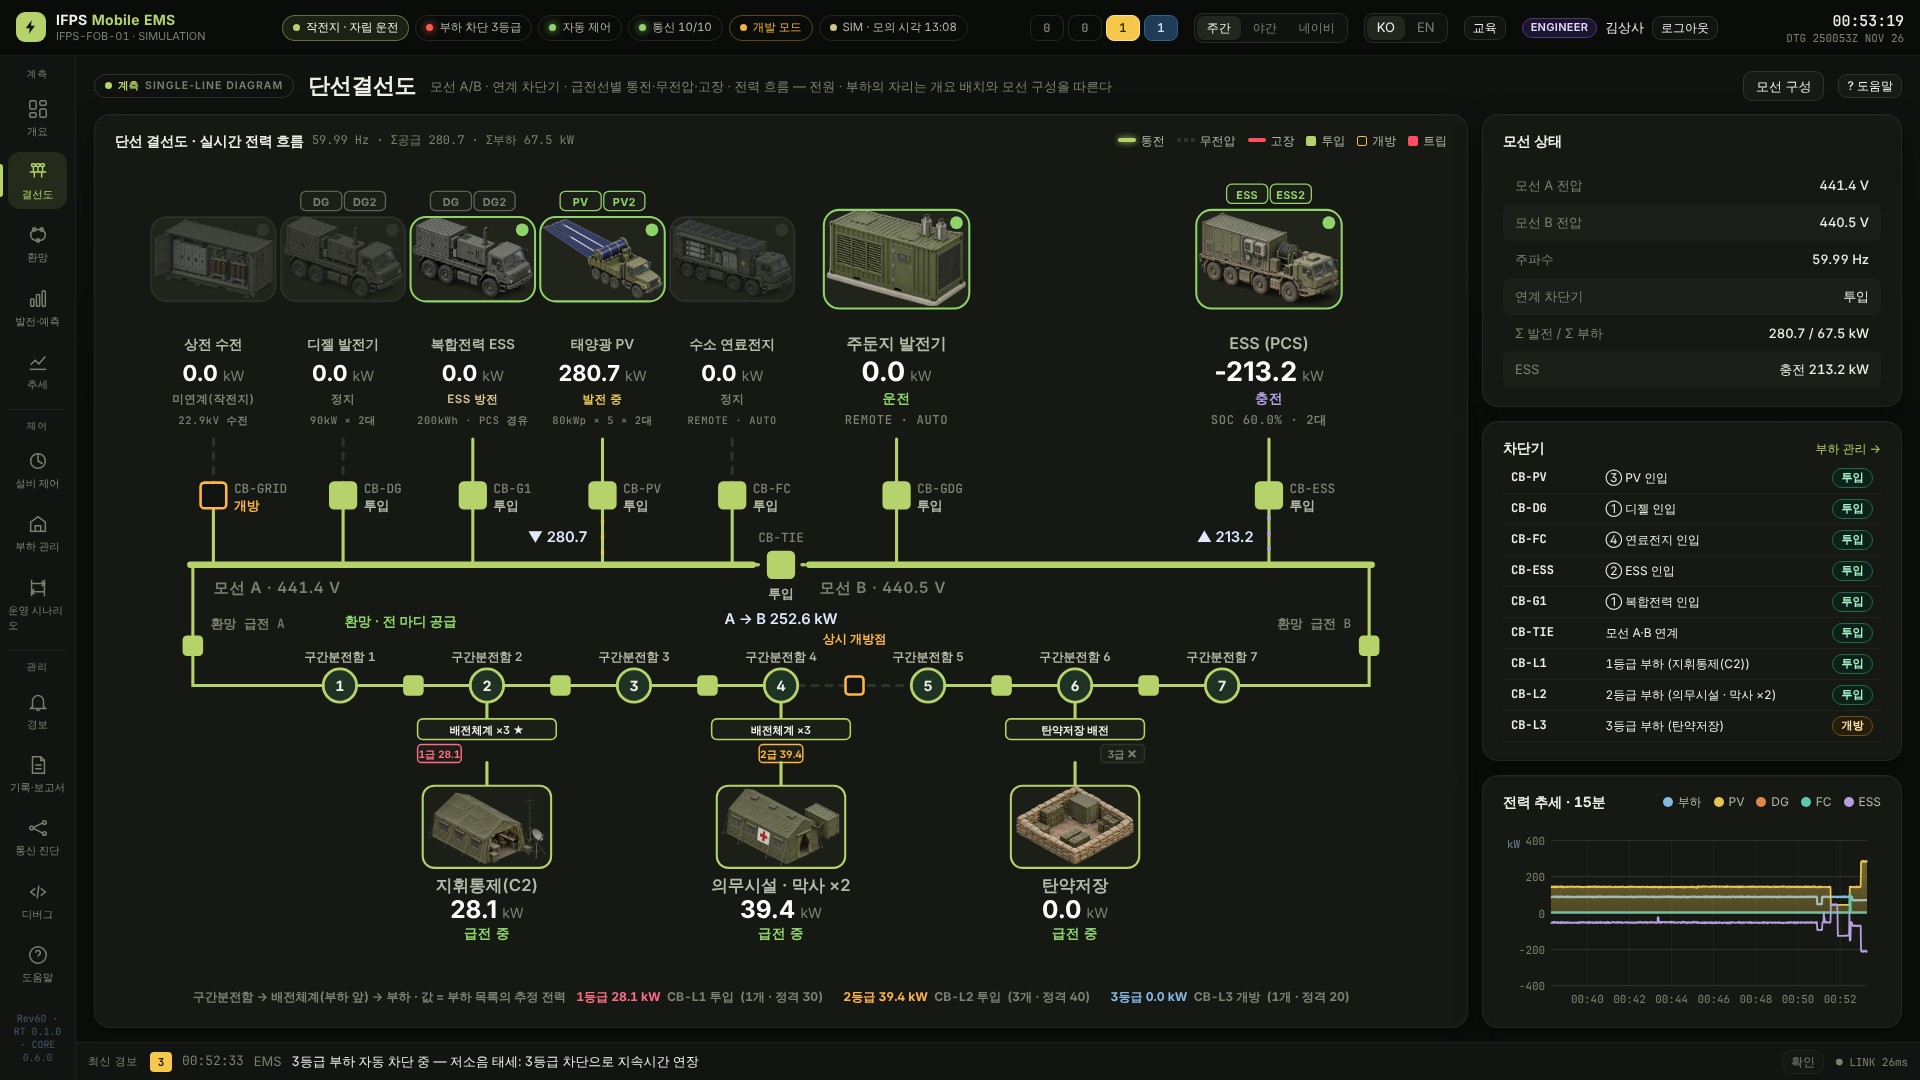 IFPS Mobile EMS
IFPS-FOB-01 · SIMULATION
작전지 · 자립 운전
부하 차단 3등급
자동 제어
통신 10/10
개발 모드
SIM · 모의 시각 13:08
0 0 1 1
주간 야간 네이비
KO EN
교육
ENGINEER 김상사 로그아웃
00:53:19
DTG 250053Z NOV 26
계측
개요
결선도
환망
발전·예측
추세
제어
설비 제어
부하 관리
운영 시나리
오
관리
경보
기록·보고서
통신 진단
디버그
도움말
Rev60 ·
RT 0.1.0
· CORE
0.6.0
계측 SINGLE-LINE DIAGRAM
단선결선도
모선 A/B · 연계 차단기 · 급전선별 통전·무전압·고장 · 전력 흐름 — 전원 · 부하의 자리는 개요 배치와 모선 구성을 따른다
모선 구성
? 도움말
단선 결선도 · 실시간 전력 흐름 59.99 Hz · Σ공급 280.7 · Σ부하 67.5 kW
통전 무전압 고장 투입 개방 트립
DG DG2 DG DG2 PV PV2 ESS ESS2
상전 수전
0.0 kW
미연계(작전지)
22.9kV 수전
디젤 발전기
0.0 kW
정지
90kW × 2대
복합전력 ESS
0.0 kW
ESS 방전
200kWh · PCS 경유
태양광 PV
280.7 kW
발전 중
80kWp × 5 × 2대
수소 연료전지
0.0 kW
정지
REMOTE · AUTO
주둔지 발전기
0.0 kW
운전
REMOTE · AUTO
ESS (PCS)
-213.2 kW
충전
SOC 60.0% · 2대
CB-GRID
개방
CB-DG
투입
CB-G1
투입
CB-PV
투입
CB-FC
투입
CB-GDG
투입
CB-ESS
투입
▼ 280.7
CB-TIE
▲ 213.2
모선 A · 441.4 V
투입
모선 B · 440.5 V
환망 급전 A
환망 · 전 마디 공급
A → B 252.6 kW
상시 개방점
환망 급전 B
구간분전함 1
구간분전함 2
구간분전함 3
구간분전함 4
구간분전함 5
구간분전함 6
구간분전함 7
1 2 3 4 5 6 7
배전체계 ×3 ★
배전체계 ×3
탄약저장 배전
1급 28.1
2급 39.4
3급 ✕
지휘통제(C2)
28.1 kW
급전 중
의무시설 · 막사 ×2
39.4 kW
급전 중
탄약저장
0.0 kW
급전 중
구간분전함 → 배전체계(부하 앞) → 부하 · 값 = 부하 목록의 추정 전력 1등급 28.1 kW CB-L1 투입 (1개 · 정격 30) 2등급 39.4 kW CB-L2 투입 (3개 · 정격 40) 3등급 0.0 kW CB-L3 개방 (1개 · 정격 20)
모선 상태
모선 A 전압 441.4 V
모선 B 전압 440.5 V
주파수 59.99 Hz
연계 차단기 투입
Σ 발전 / Σ 부하 280.7 / 67.5 kW
ESS 충전 213.2 kW
차단기 부하 관리 →
CB-PV ③ PV 인입 투입
CB-DG ① 디젤 인입 투입
CB-FC ④ 연료전지 인입 투입
CB-ESS ② ESS 인입 투입
CB-G1 ① 복합전력 인입 투입
CB-TIE 모선 A·B 연계 투입
CB-L1 1등급 부하 (지휘통제(C2)) 투입
CB-L2 2등급 부하 (의무시설 · 막사 ×2) 투입
CB-L3 3등급 부하 (탄약저장) 개방
전력 추세 · 15분
부하 PV DG FC ESS
kW 400
200
0
-200
-400
00:40 00:42 00:44 00:46 00:48 00:50 00:52
최신 경보 3 00:52:33 EMS 3등급 부하 자동 차단 중 — 저소음 태세: 3등급 차단으로 지속시간 연장
확인
LINK 26ms